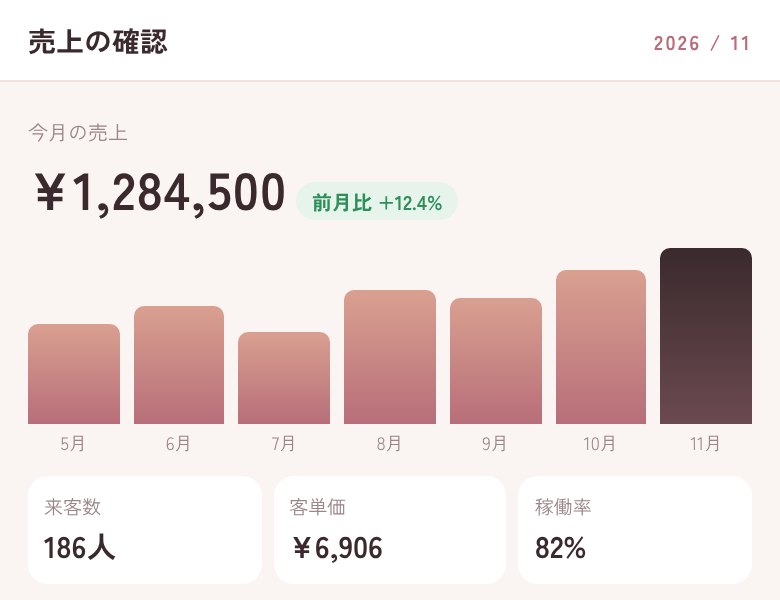 売上の確認
2026 / 11
今月の売上
¥1,284,500 前月比 +12.4%
5月 6月 7月 8月 9月 10月 11月
来客数 客単価 稼働率
186人 ¥6,906 82%